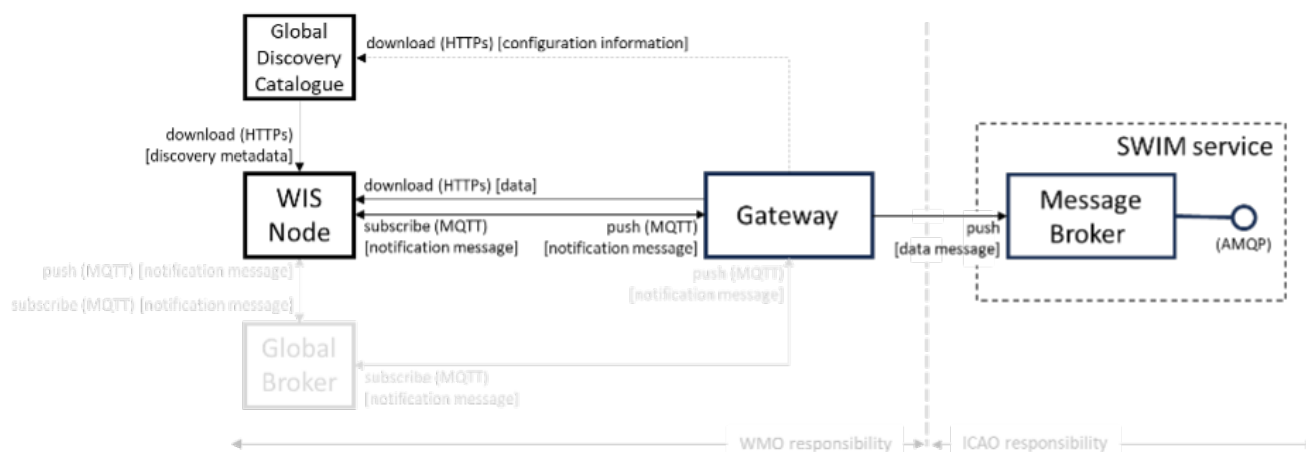 Global
Discovery
Catalogue
download (HTTPs) [configuration information]
download (HTTPs)
[discovery metadata]
SWIM service
WIS
Node
download (HTTPs) [data]
subscribe (MQTT)
[notification message]
push (MQTT)
[notification message]
Gateway
push
[data message]
Message
Broker
(AMQP)
push (MQTT) [notification message]
subscribe (MQTT) [notification message]
push (MQTT)
[notification message]
Global
Broker
subscribe (MQTT)
[notification message]
WMO responsibility
ICAO responsibility